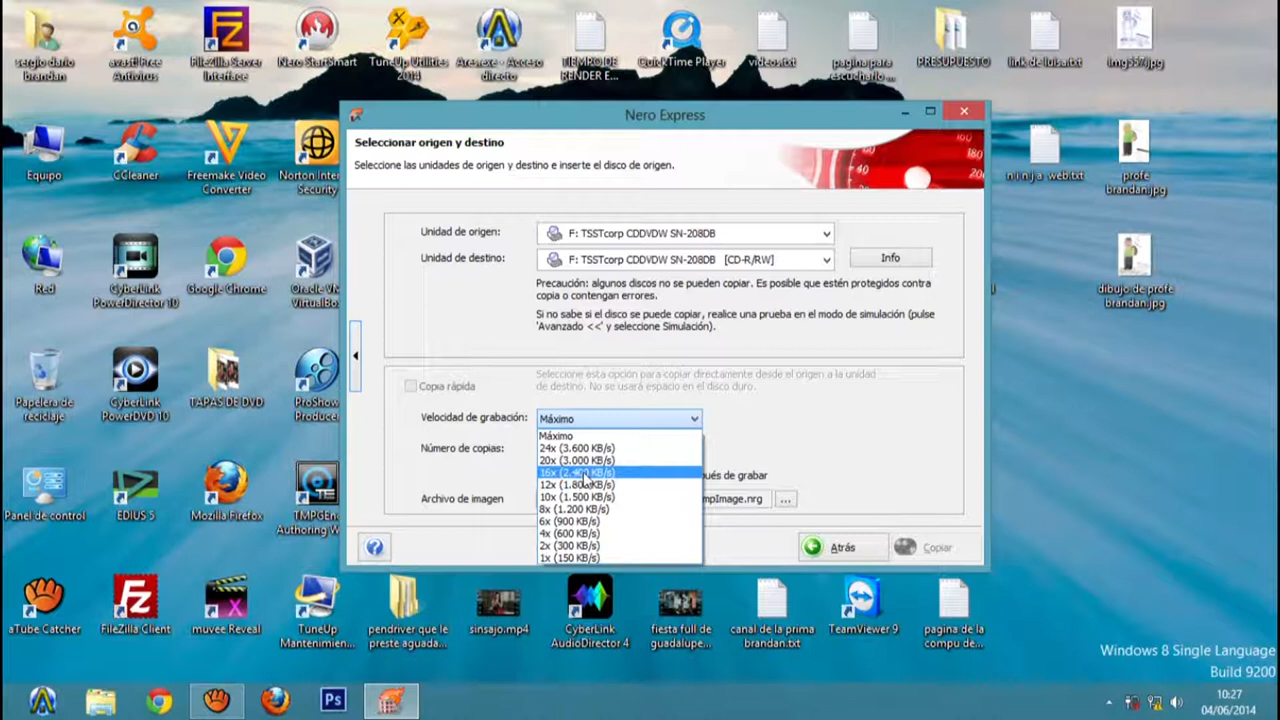 sergio dario
brandan
avast! Free
Antivirus
FileZilla Server
Interface
Nero StartSmart
TuneUp Utilities
2014
Ares.exe - Acceso
directo
TIEMPO DE
RENDER E...
QuickTime Player
videos.txt
pagina para
escucharlo ...
PRESUPUESTO
link de luisa.txt
img557.jpg
Nero Express
Seleccionar origen y destino
Seleccione las unidades de origen y destino e inserte el disco de origen.
Equipo
CCleaner
Freemake Video
Converter
Norton Inter
Security
n i n j a web.txt
profe
brandan.jpg
Unidad de origen:
F: TSSTcorp CDDVDW SN-208DB
Unidad de destino:
F: TSSTcorp CDDVDW SN-208DB [CD-R/RW]
Info
Precaución: algunos discos no se pueden copiar. Es posible que estén protegidos contra
copia o contengan errores.
Si no sabe si el disco se puede copiar, realice una prueba en el modo de simulación (pulse
'Avanzado <<' y seleccione Simulación).
Red
CyberLink
PowerDirector 10
Google Chrome
Oracle VM
VirtualBox
dibujo de profe
brandan.jpg
Copia rápida
Seleccione esta opción para copiar directamente desde el origen a la unidad
de destino. No se usará espacio en el disco duro.
Velocidad de grabación:
Máximo
Máximo
24x (3.600 KB/s)
20x (3.000 KB/s)
16x (2.400 KB/s)
12x (1.800 KB/s)
10x (1.500 KB/s)
8x (1.200 KB/s)
6x (900 KB/s)
4x (600 KB/s)
2x (300 KB/s)
1x (150 KB/s)
Número de copias:
pués de grabar
Archivo de imagen
mpImage.nrg
...
Atrás
Copiar
Papelera de
reciclaje
CyberLink
PowerDVD 10
TAPAS DE DVD
ProShow
Producer
Panel de control
EDIUS 5
Mozilla Firefox
TMPGEnc
Authoring W
aTube Catcher
FileZilla Client
muvee Reveal
TuneUp
Mantenimien...
pendriver que le
preste aguada...
sinsajo.mp4
CyberLink
AudioDirector 4
fiesta full de
guadalupe...
canal de la prima
brandan.txt
TeamViewer 9
pagina de la
compu de ...
Windows 8 Single Language
Build 9200
10:27
04/06/2014